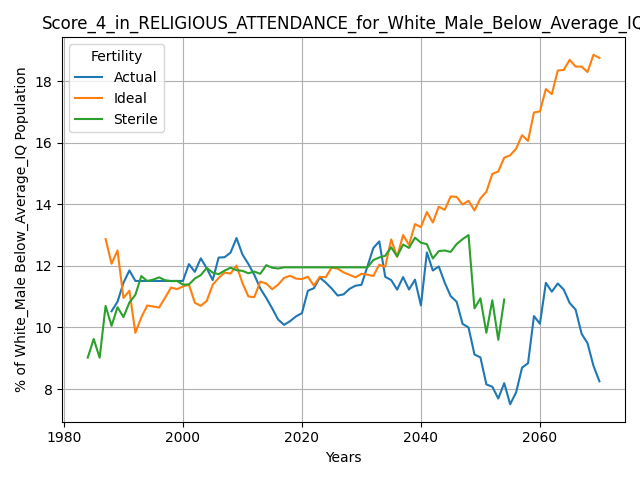 Score_4_in_RELIGIOUS_ATTENDANCE_for_White_Male_Below_Average_IQ
Fertility
Actual
Ideal
Sterile
% of White_Male Below_Average_IQ Population
18
16
14
12
10
8
1980
2000
2020
2040
2060
Years